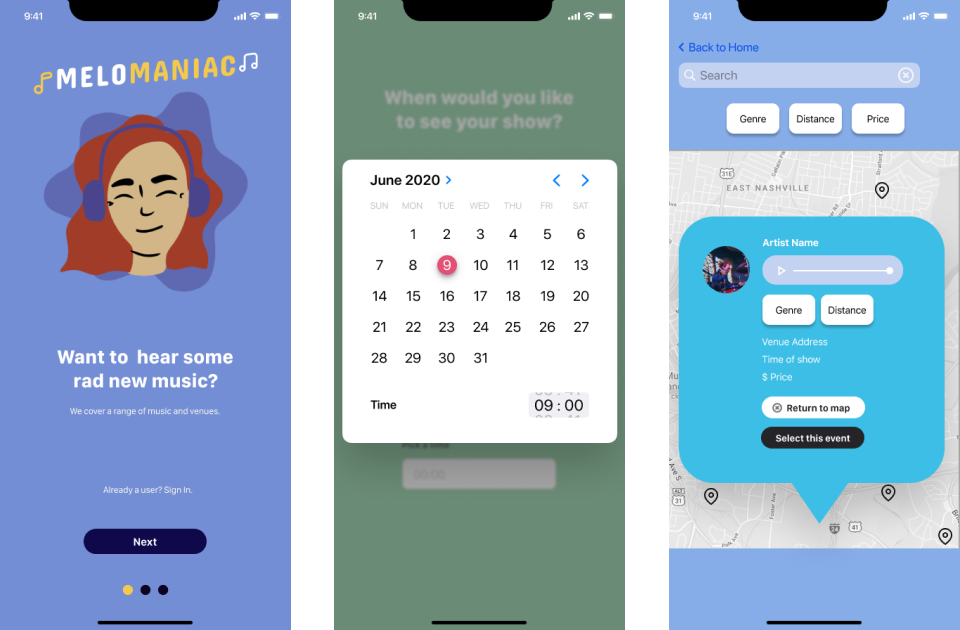 9:41
MELOMANIAC
Want to hear some
rad new music?
We cover a range of music and venues.
Already a user? Sign In.
Next
9:41
When would you like
to see your show?
June 2020
SUN MON TUE WED THU FRI SAT
1 2 3 4 5 6
7 8 9 10 11 12 13
14 15 16 17 18 19 20
21 22 23 24 25 26 27
28 29 30 31
Time
09 : 00
Pick a time
00:00
9:41
Back to Home
Search
Genre Distance Price
31E
EAST NASHVILLE
Artist Name
Genre Distance
Venue Address
Time of show
$ Price
Return to map
Select this event
ALT
31
24
41